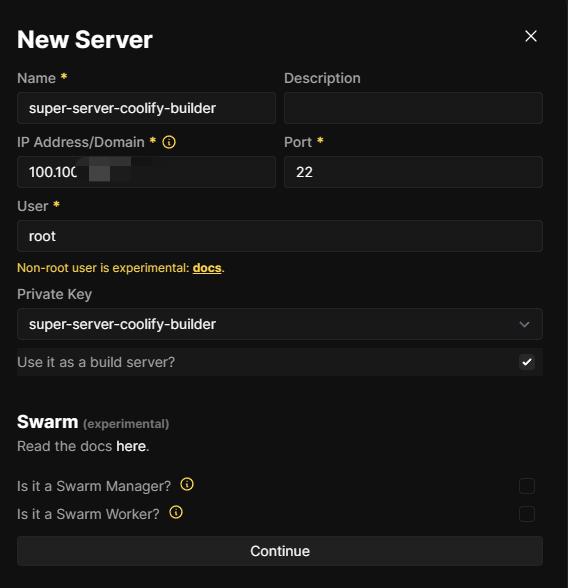 New Server
Name *
Description
super-server-coolify-builder
IP Address/Domain *
Port *
100.100
22
User *
root
Non-root user is experimental: docs.
Private Key
super-server-coolify-builder
Use it as a build server?
Swarm (experimental)
Read the docs here.
Is it a Swarm Manager?
Is it a Swarm Worker?
Continue